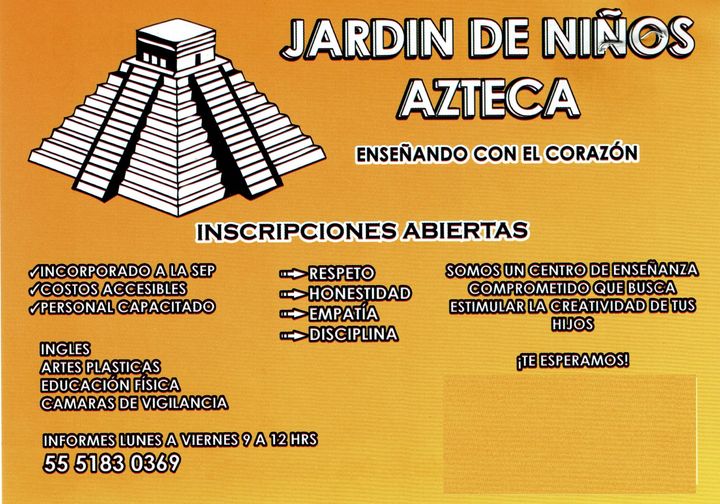 JARDIN DE NIÑOS
AZTECA
ENSEÑANDO CON EL CORAZÓN
INSCRIPCIONES ABIERTAS
✓INCORPORADO A LA SEP
✓COSTOS ACCESIBLES
✓PERSONAL CAPACITADO
RESPETO
HONESTIDAD
EMPATÍA
DISCIPLINA
SOMOS UN CENTRO DE ENSEÑANZA
COMPROMETIDO QUE BUSCA
ESTIMULAR LA CREATIVIDAD DE TUS
HIJOS
¡TE ESPERAMOS!
INGLES
ARTES PLASTICAS
EDUCACIÓN FÍSICA
CAMARAS DE VIGILANCIA
INFORMES LUNES A VIERNES 9 A 12 HRS
55 5183 0369